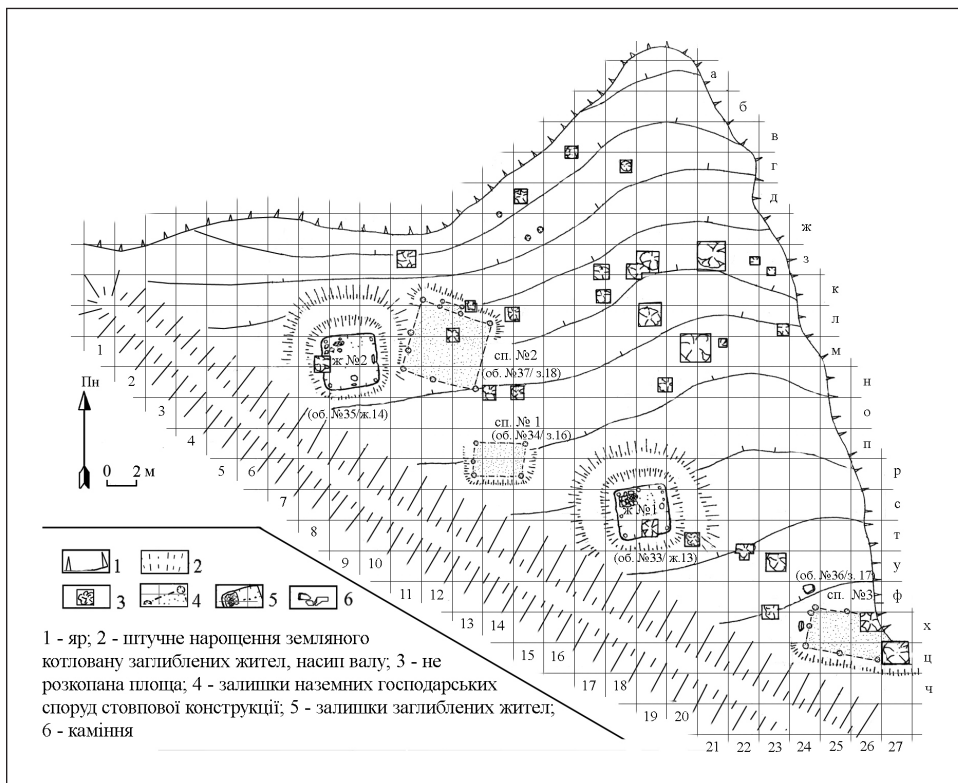 а
б
в
г
д
ж
з
к
л
м
н
о
п
р
с
т
у
ф
х
ц
ч
1
2
3
4
5
6
7
8
9
10
11
12
13
14
15
16
17
18
19
20
21
22
23
24
25
26
27
Пн
0 2 м
ж №2
(об. №35/ж.14)
сп. №2
(об. №37/ з.18)
сп. № 1
(об. №34/ з.16)
ж №1
(об. №33/ ж.13)
(об. №36/з. 17)
сп. №3
1
2
3
4
5
6
1 - яр; 2 - штучне нарощення земляного
котловану заглиблених жител, насип валу; 3 - не
розкопана площа; 4 - залишки наземних господарських
споруд стовпової конструкції; 5 - залишки заглиблених жител;
6 - каміння